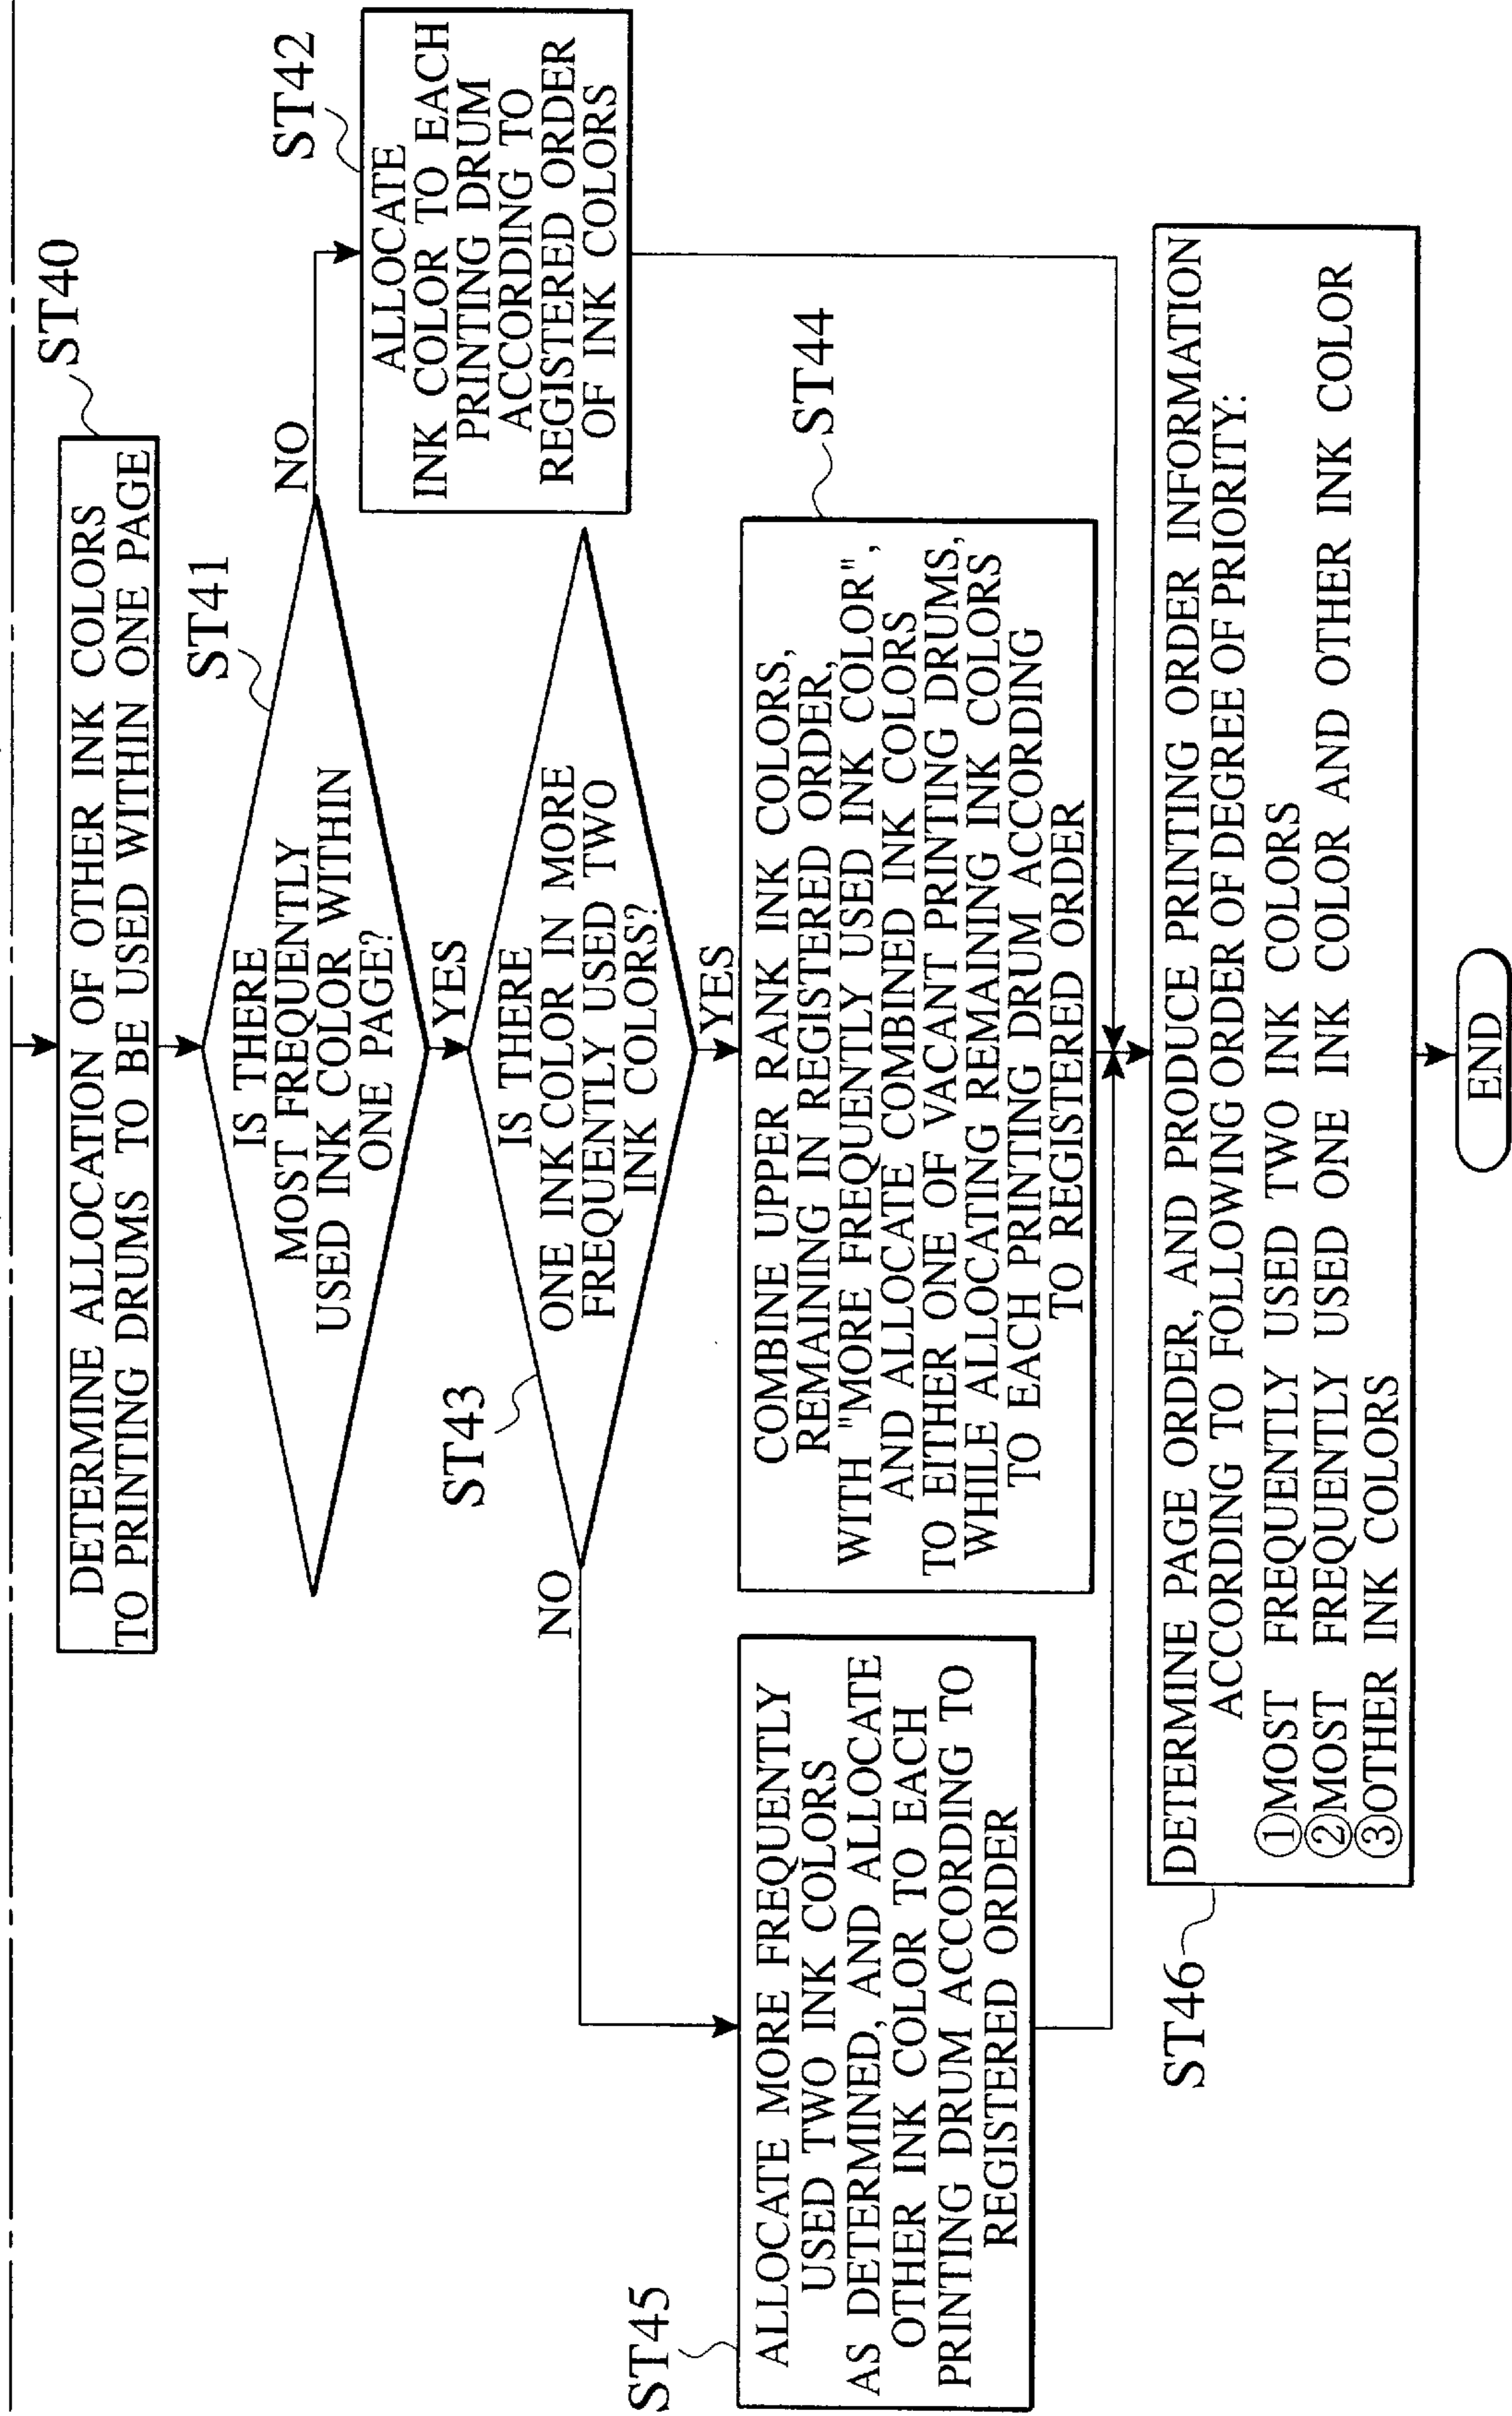 ST40
DETERMINE ALLOCATION OF OTHER INK COLORS
TO PRINTING DRUMS TO BE USED WITHIN ONE PAGE
ST41
IS THERE
MOST FREQUENTLY
USED INK COLOR WITHIN
ONE PAGE?
NO
YES
ST42
ALLOCATE
INK COLOR TO EACH
PRINTING DRUM
ACCORDING TO
REGISTERED ORDER
OF INK COLORS
ST43
IS THERE
ONE INK COLOR IN MORE
FREQUENTLY USED TWO
INK COLORS?
NO
YES
ST44
COMBINE UPPER RANK INK COLORS,
REMAINING IN REGISTERED ORDER,
WITH "MORE FREQUENTLY USED INK COLOR",
AND ALLOCATE COMBINED INK COLORS
TO EITHER ONE OF VACANT PRINTING DRUMS,
WHILE ALLOCATING REMAINING INK COLORS
TO EACH PRINTING DRUM ACCORDING
TO REGISTERED ORDER
ST45
ALLOCATE MORE FREQUENTLY
USED TWO INK COLORS
AS DETERMINED, AND ALLOCATE
OTHER INK COLOR TO EACH
PRINTING DRUM ACCORDING TO
REGISTERED ORDER
ST46
DETERMINE PAGE ORDER, AND PRODUCE PRINTING ORDER INFORMATION
ACCORDING TO FOLLOWING ORDER OF DEGREE OF PRIORITY:
①MOST FREQUENTLY USED TWO INK COLORS
②MOST FREQUENTLY USED ONE INK COLOR AND OTHER INK COLOR
③OTHER INK COLORS
END